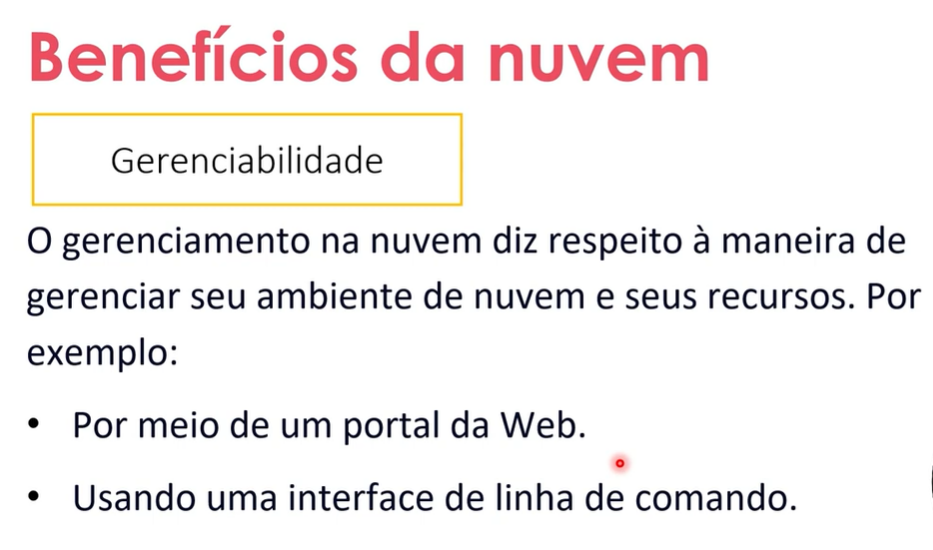 Benefícios da nuvem
Gerenciabilidade
O gerenciamento na nuvem diz respeito à maneira de
gerenciar seu ambiente de nuvem e seus recursos. Por
exemplo:
• Por meio de um portal da Web.
• Usando uma interface de linha de comando.